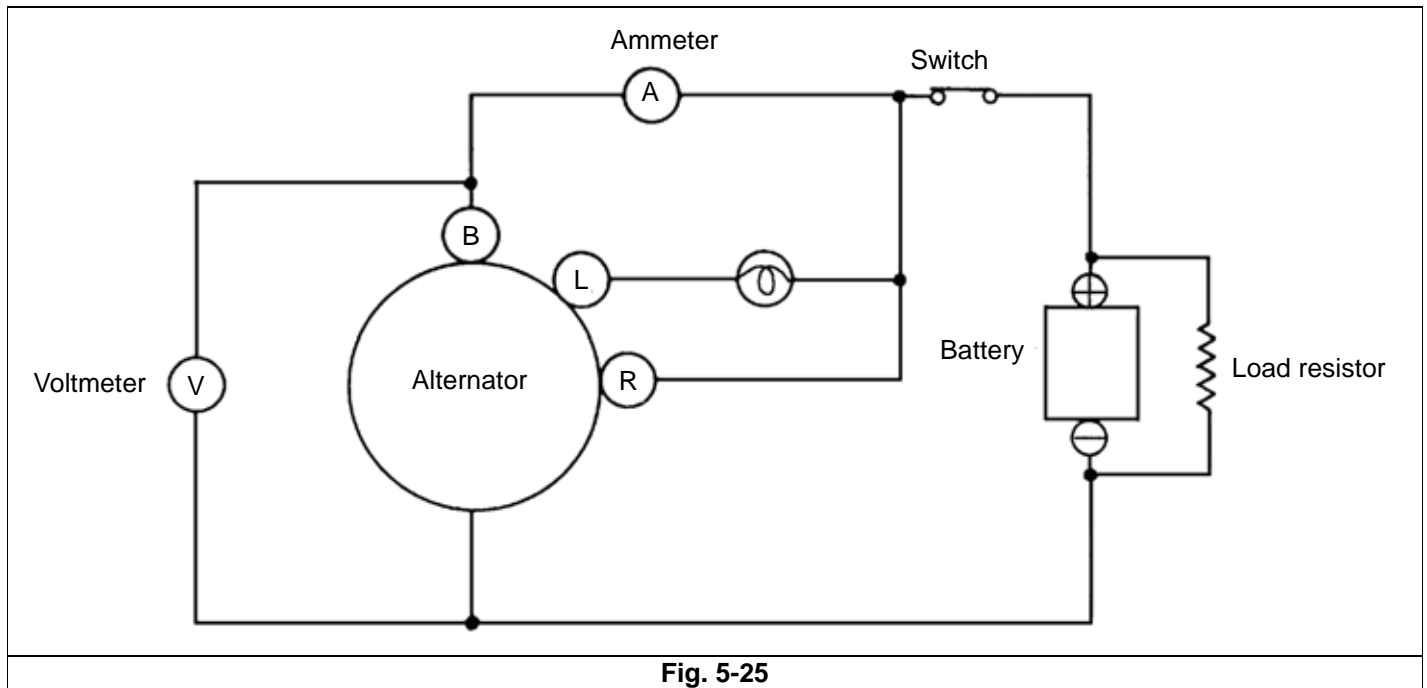 Ammeter
Switch
A
B
L
Battery
Load resistor
Voltmeter
V
Alternator
R
Fig. 5-25